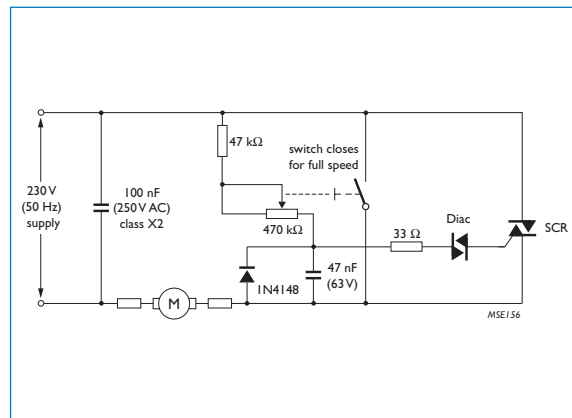 230 V
(50 Hz)
supply
100 nF
(250 V AC)
class X2
47 kΩ
switch closes
for full speed
470 kΩ
1N4148
47 nF
(63 V)
33 Ω
Diac
SCR
M
MSE156